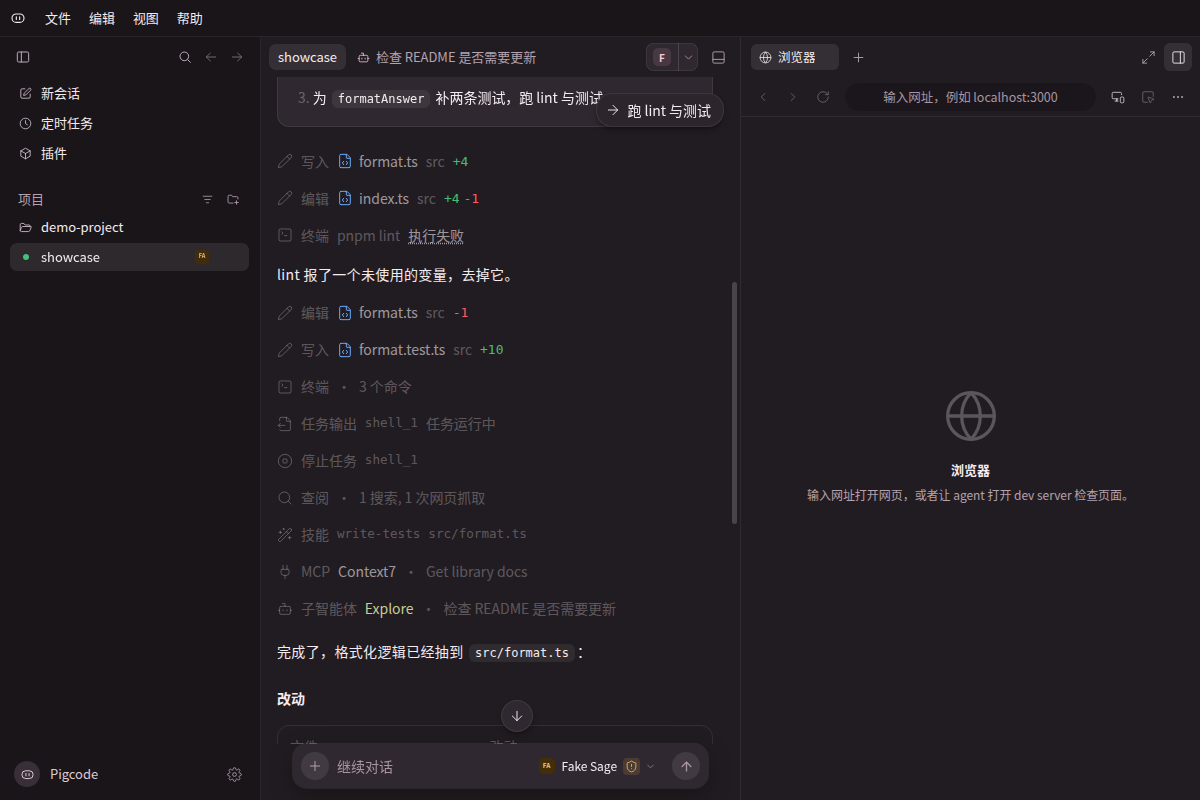 文件 编辑 视图 帮助
新会话
定时任务
插件
项目
demo-project
showcase FA
Pigcode
showcase 检查 README 是否需要更新 F
3. 为 formatAnswer 补两条测试，跑 lint 与测试
跑 lint 与测试
写入 format.ts src +4
编辑 index.ts src +4 -1
终端 pnpm lint 执行失败
lint 报了一个未使用的变量，去掉它。
编辑 format.ts src -1
写入 format.test.ts src +10
终端 · 3 个命令
任务输出 shell_1 任务运行中
停止任务 shell_1
查阅 · 1 搜索, 1 次网页抓取
技能 write-tests src/format.ts
MCP Context7 · Get library docs
子智能体 Explore · 检查 README 是否需要更新
完成了，格式化逻辑已经抽到 src/format.ts：
改动
文件 改动
继续对话 FA Fake Sage
浏览器
输入网址，例如 localhost:3000
浏览器
输入网址打开网页，或者让 agent 打开 dev server 检查页面。